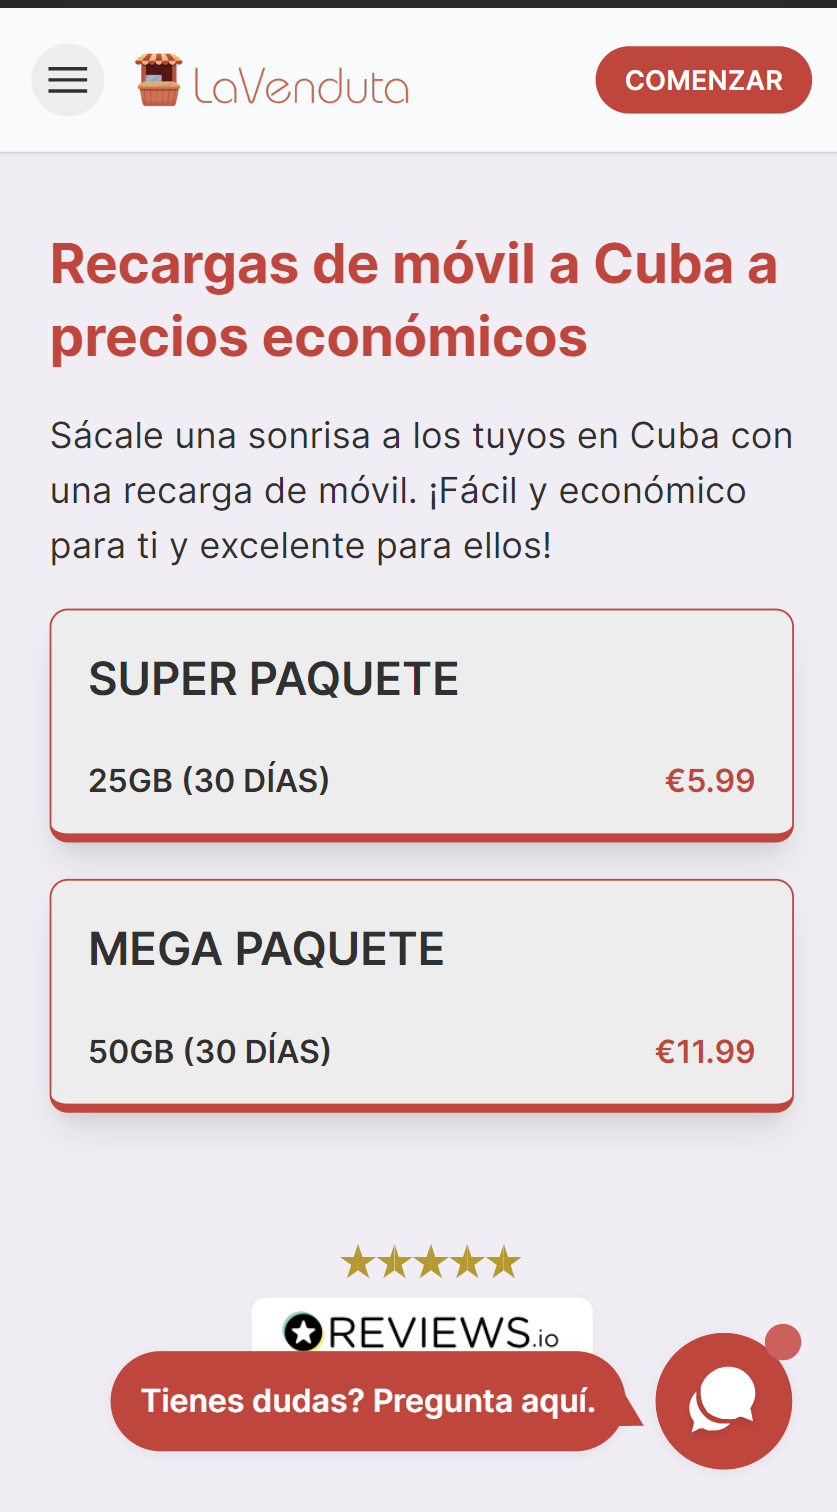 LaVenduta
COMENZAR
Recargas de móvil a Cuba a
precios económicos
Sácale una sonrisa a los tuyos en Cuba con
una recarga de móvil. ¡Fácil y económico
para ti y excelente para ellos!
SUPER PAQUETE
25GB (30 DÍAS)
€5.99
MEGA PAQUETE
50GB (30 DÍAS)
€11.99
REVIEWS.io
Tienes dudas? Pregunta aquí.